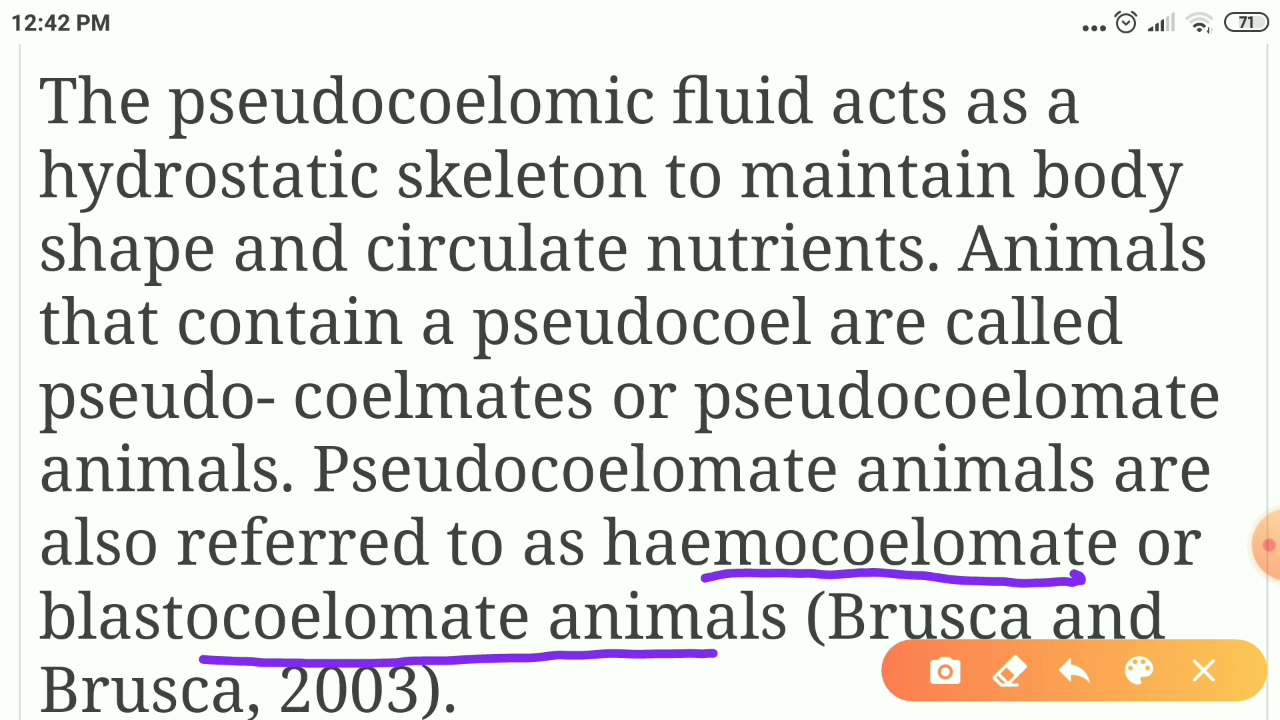 12:42 PM
71
The pseudocoelomic fluid acts as a
hydrostatic skeleton to maintain body
shape and circulate nutrients. Animals
that contain a pseudocoel are called
pseudo- coelmates or pseudocoelomate
animals. Pseudocoelomate animals are
also referred to as haemocoelomate or
blastocoelomate animals (Brusca and
Brusca, 2003).